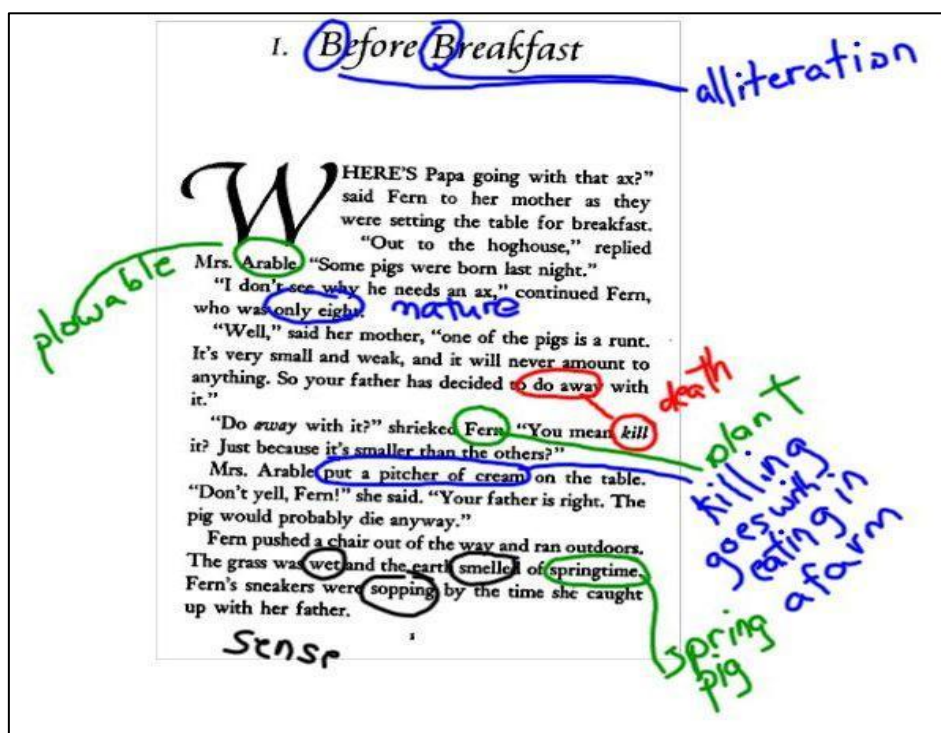 I. Before Breakfast
alliteration
WHERE'S Papa going with that ax?"
said Fern to her mother as they
were setting the table for breakfast.
"Out to the hoghouse," replied
Mrs. Arable. "Some pigs were born last night."
plowable
"I don't see why he needs an ax," continued Fern,
who was only eight.
nature
"Well," said her mother, "one of the pigs is a runt.
It's very small and weak, and it will never amount to
anything. So your father has decided to do away with
it."
death
"Do away with it?" shrieked Fern. "You mean kill
it? Just because it's smaller than the others?"
plant
Mrs. Arable put a pitcher of cream on the table.
killing
goes with
eating in
a farm
"Don't yell, Fern!" she said. "Your father is right. The
pig would probably die anyway."
Fern pushed a chair out of the way and ran outdoors.
The grass was wet and the earth smelled of springtime.
Fern's sneakers were sopping by the time she caught
up with her father.
spring
pig
sense